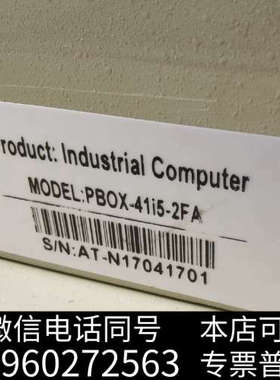 roduct: Industrial Computer
MODEL:PBOX-41i5-2FA
S/N:AT-N17041701
微信电话同号
本店可
960272563
专票普